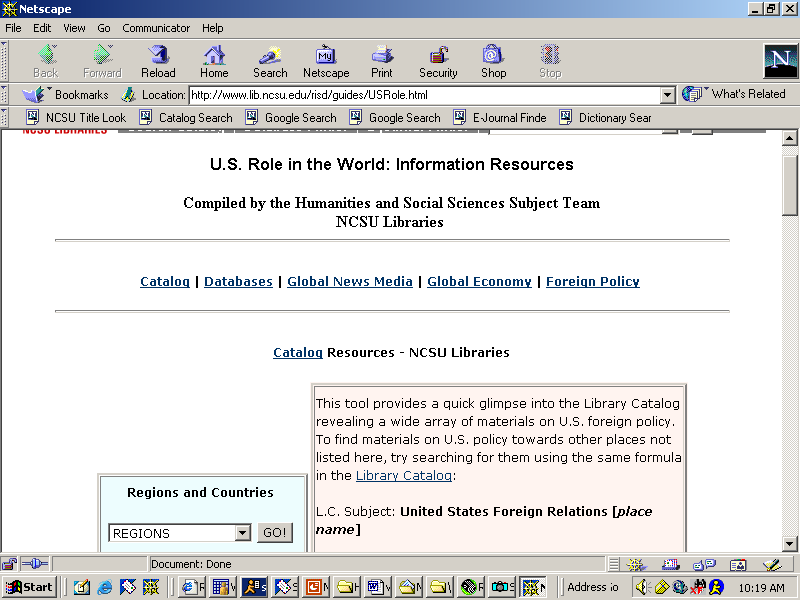 Netscape
File Edit View Go Communicator Help
Back Forward Reload Home Search Netscape Print Security Shop Stop
My
N
Bookmarks Location: http://www.lib.ncsu.edu/risd/guides/USRole.html What's Related
NCSU Title Look Catalog Search Google Search Google Search E-Journal Finde Dictionary Sear
NCSU LIBRARIES
U.S. Role in the World: Information Resources
Compiled by the Humanities and Social Sciences Subject Team
NCSU Libraries
Catalog | Databases | Global News Media | Global Economy | Foreign Policy
Catalog Resources - NCSU Libraries
This tool provides a quick glimpse into the Library Catalog
revealing a wide array of materials on U.S. foreign policy.
To find materials on U.S. policy towards other places not
listed here, try searching for them using the same formula
in the Library Catalog:
L.C. Subject: United States Foreign Relations [place
name]
Regions and Countries
REGIONS GO!
Document: Done
Start Address 10:19 AM